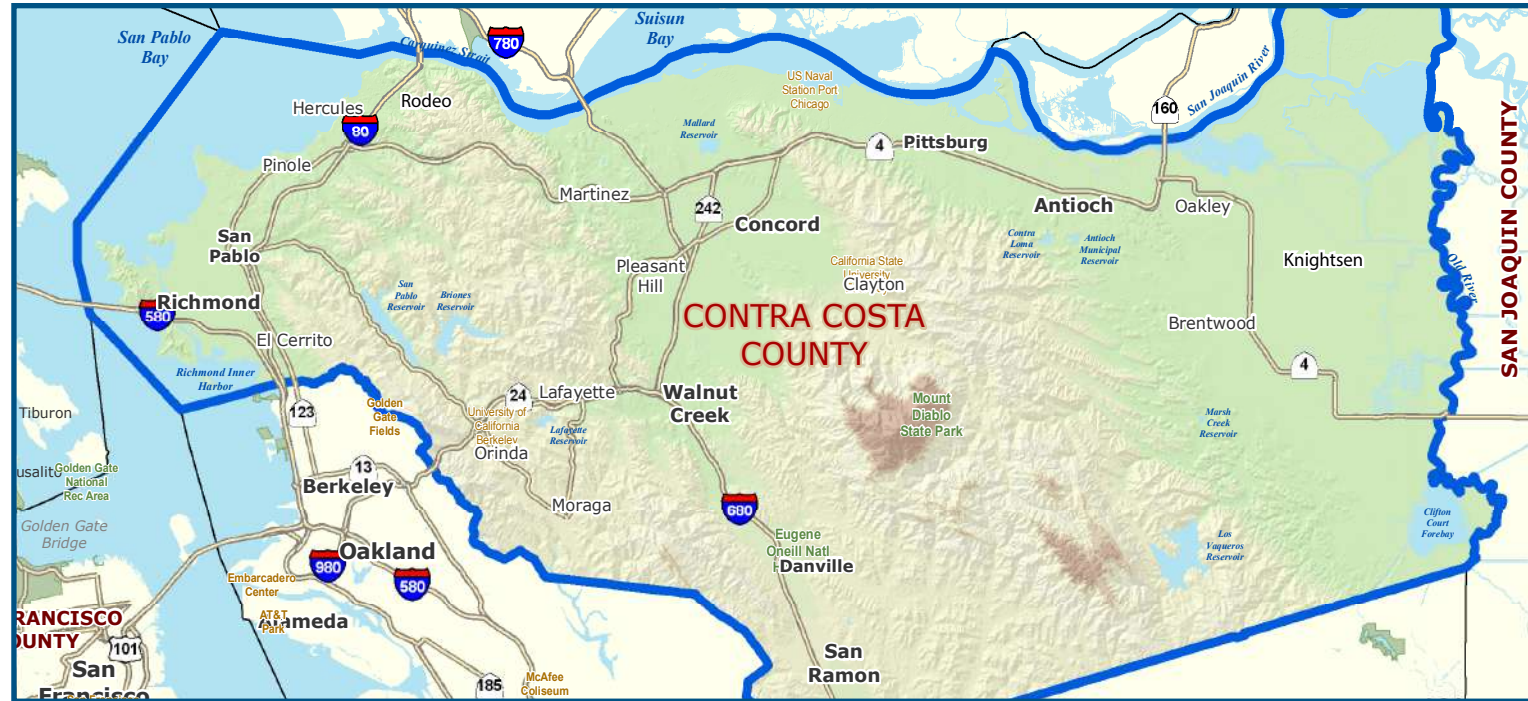 San Pablo
Bay
Carquinez Strait
780
Suisun
Bay
Hercules
Rodeo
80
US Naval
Station Port
Chicago
160
San Joaquin River
Mallard
Reservoir
4
Pittsburg
Pinole
Martinez
242
Concord
Antioch
Oakley
SAN JOAQUIN COUNTY
San
Pablo
Contra
Loma
Reservoir
Antioch
Municipal
Reservoir
Knightsen
Old River
Pleasant
Hill
California State
University
Clayton
San
Pablo
Reservoir
Briones
Reservoir
Richmond
580
CONTRA COSTA
COUNTY
Brentwood
El Cerrito
Richmond Inner
Harbor
4
24
Lafayette
Walnut
Creek
Mount
Diablo
State Park
Tiburon
123
Golden
Gate
Fields
University of
California
Berkeley
Orinda
Lafayette
Reservoir
Marsh
Creek
Reservoir
usalito
Golden Gate
National
Rec Area
13
Berkeley
Moraga
680
Clifton
Court
Forebay
Golden Gate
Bridge
Oakland
980
580
Eugene
Oneill Natl
Danville
Los
Vaqueros
Reservoir
Embarcadero
Center
AT&T
Park
Alameda
RANCISCO
OUNTY
101
San
Francisco
185
McAfee
Coliseum
San
Ramon